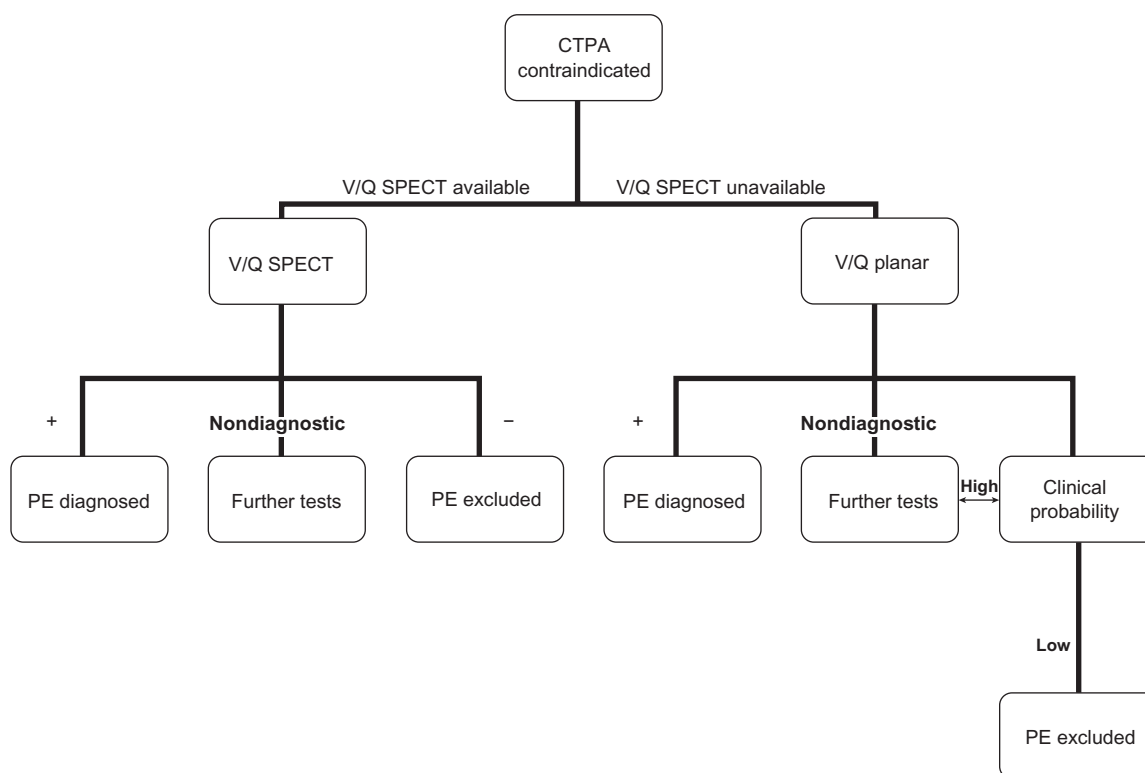 CTPA
contraindicated
V/Q SPECT available
V/Q SPECT unavailable
V/Q SPECT
V/Q planar
+
Nondiagnostic
−
+
Nondiagnostic
PE diagnosed
Further tests
PE excluded
PE diagnosed
Further tests
High
Clinical
probability
Low
PE excluded